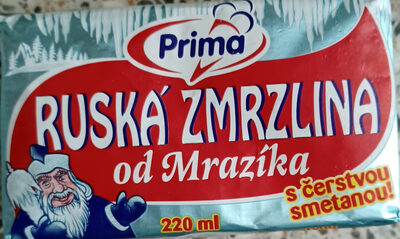 Prima
RUSKÁ ZMRZLINA
od Mrazíka
s čerstvou
smetanou!
220 ml